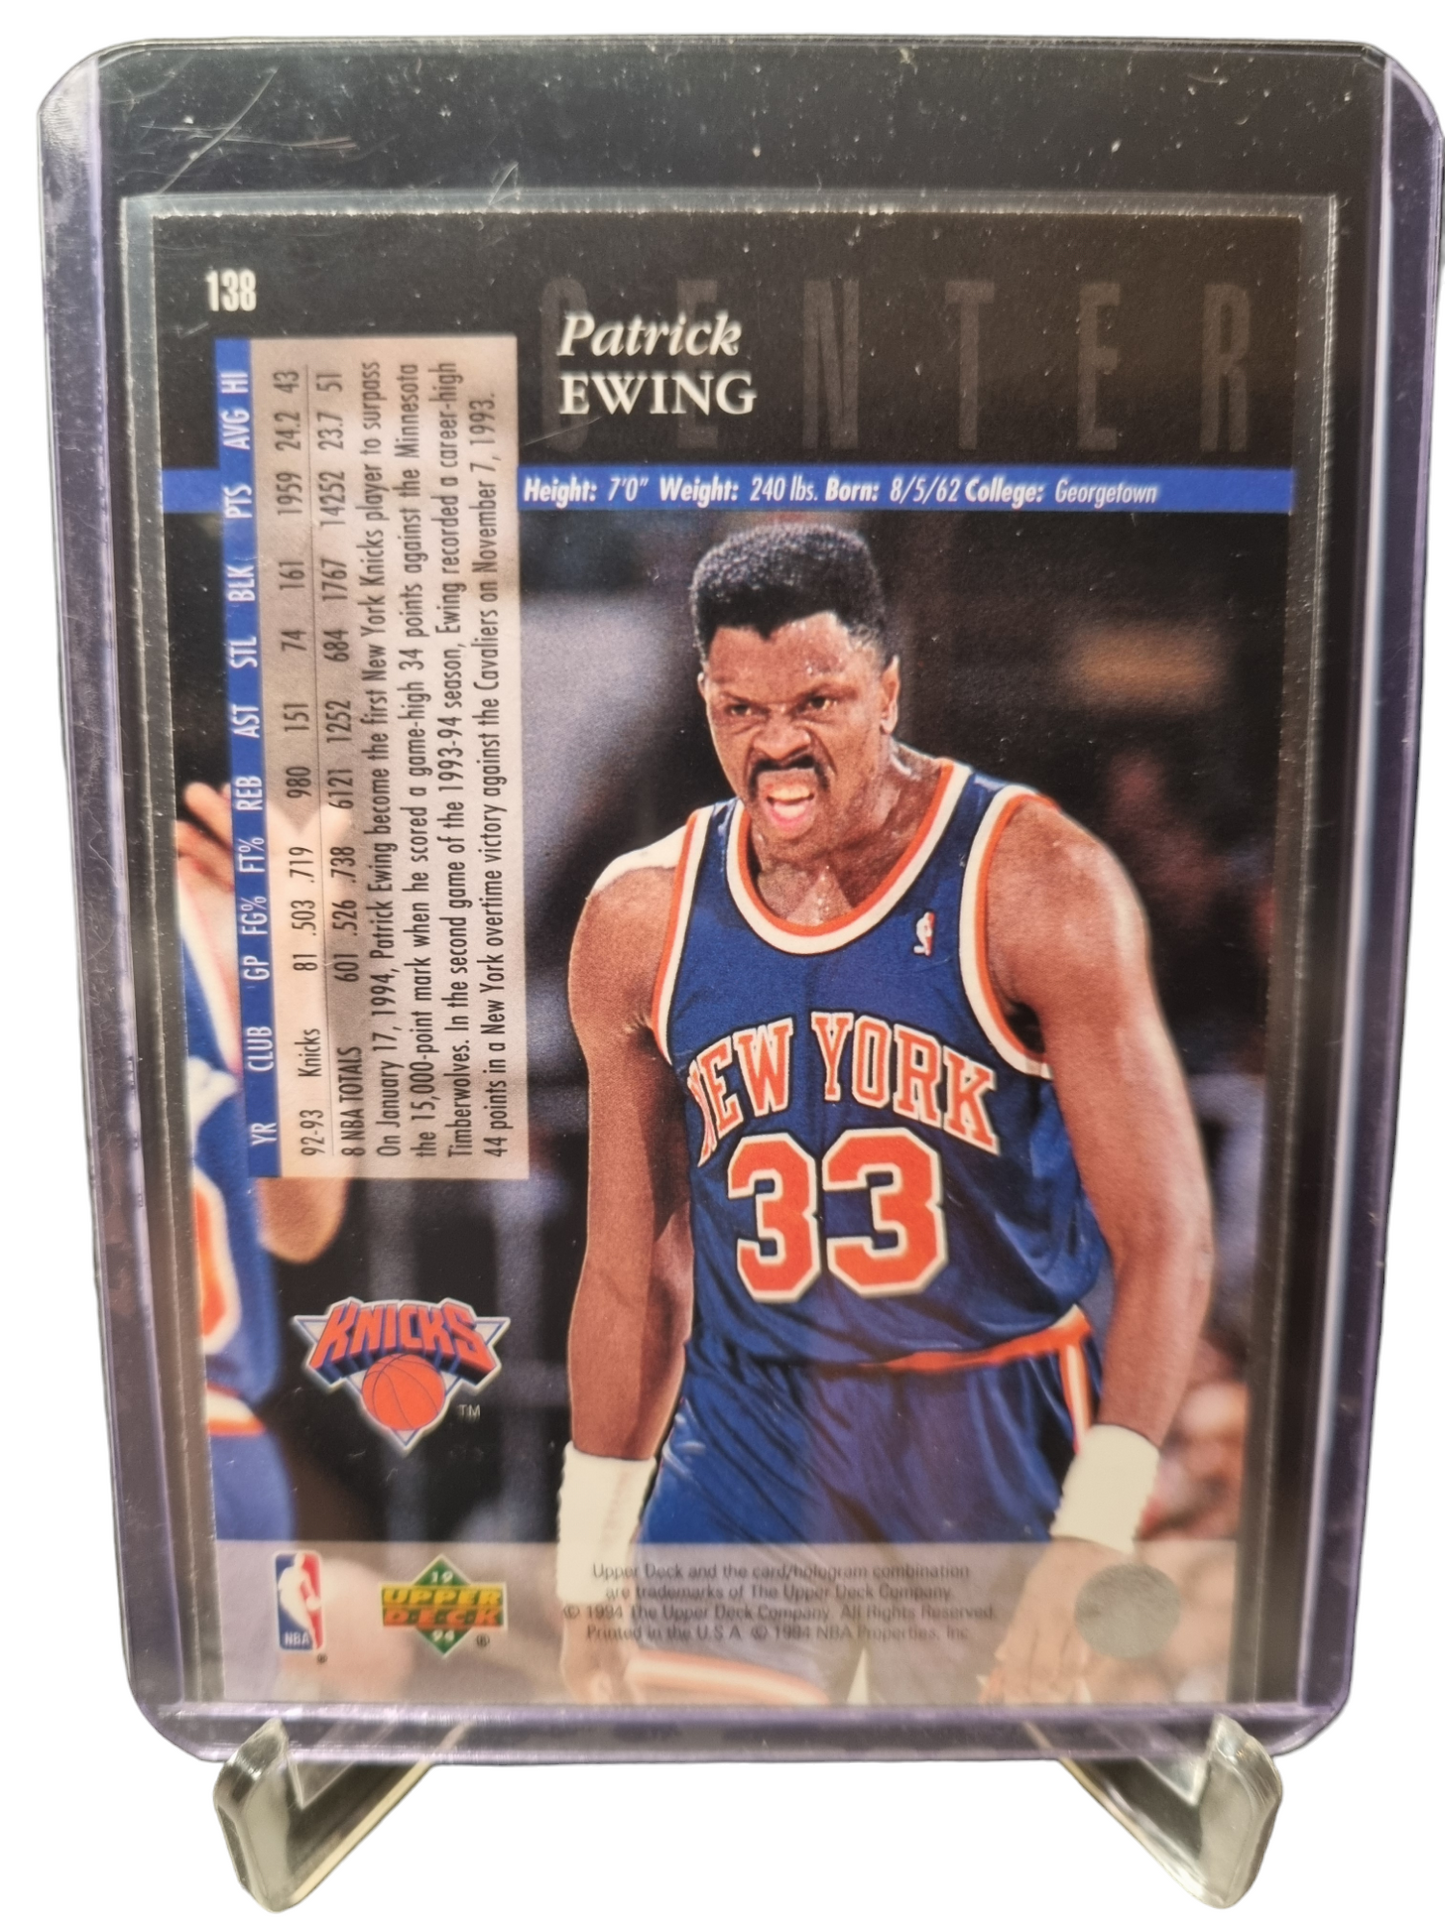 138
CENTER
Patrick
EWING
Height: 7'0" Weight: 240 lbs. Born: 8/5/62 College: Georgetown
YR CLUB GP FG% FT% REB AST STL BLK PTS AVG HI
92-93 Knicks 81 .503 .719 980 151 74 161 1959 24.2 43
8 NBA TOTALS 601 .526 .738 6121 1252 684 1767 14252 23.7 51
On January 17, 1994, Patrick Ewing become the first New York Knicks player to surpass
the 15,000-point mark when he scored a game-high 34 points against the Minnesota
Timberwolves. In the second game of the 1993-94 season, Ewing recorded a career-high
44 points in a New York overtime victory against the Cavaliers on November 7, 1993.
NEW YORK
33
KNICKS
TM
NBA
®
19
UPPER
DECK
94
®
Upper Deck and the card/hologram combination
are trademarks of The Upper Deck Company.
© 1994 The Upper Deck Company. All Rights Reserved.
Printed in the U.S.A. © 1994 NBA Properties, Inc.